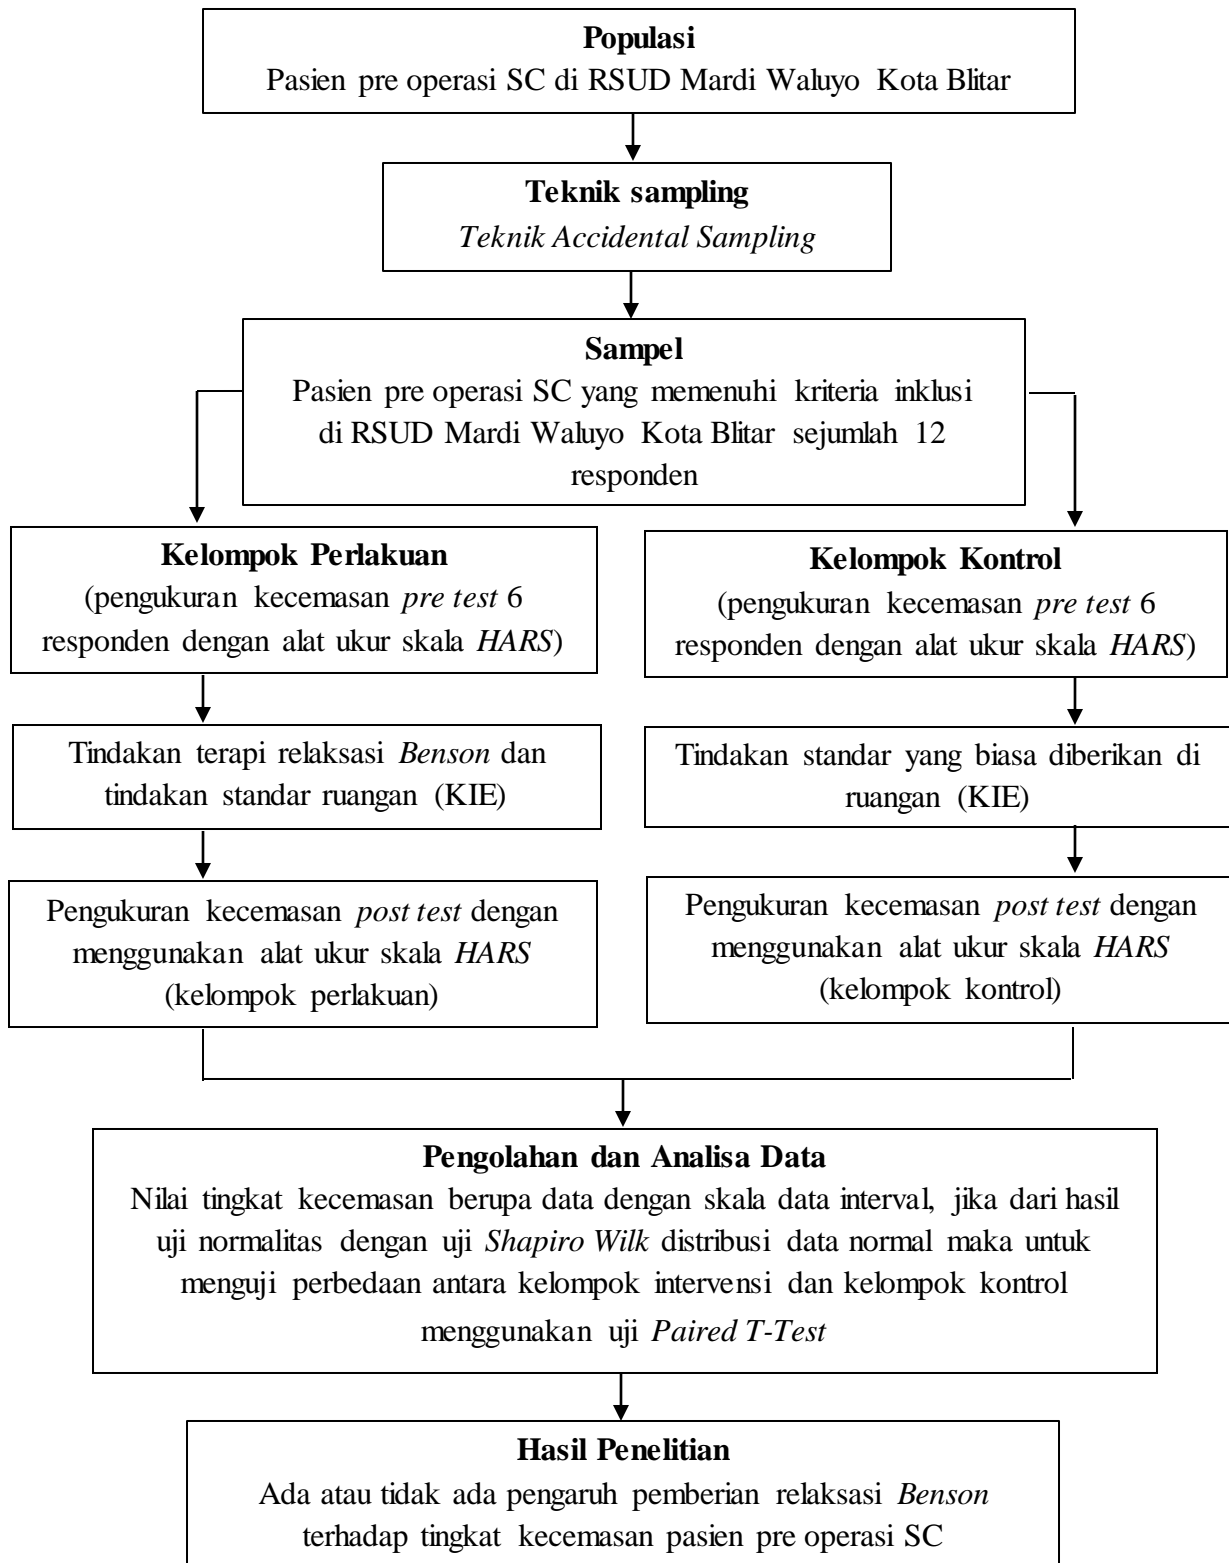 Populasi
Pasien pre operasi SC di RSUD Mardi Waluyo Kota Blitar
Teknik sampling
Teknik Accidental Sampling
Sampel
Pasien pre operasi SC yang memenuhi kriteria inklusi
di RSUD Mardi Waluyo Kota Blitar sejumlah 12
responden
Kelompok Perlakuan
(pengukuran kecemasan pre test 6
responden dengan alat ukur skala HARS)
Kelompok Kontrol
(pengukuran kecemasan pre test 6
responden dengan alat ukur skala HARS)
Tindakan terapi relaksasi Benson dan
tindakan standar ruangan (KIE)
Tindakan standar yang biasa diberikan di
ruangan (KIE)
Pengukuran kecemasan post test dengan
menggunakan alat ukur skala HARS
(kelompok perlakuan)
Pengukuran kecemasan post test dengan
menggunakan alat ukur skala HARS
(kelompok kontrol)
Pengolahan dan Analisa Data
Nilai tingkat kecemasan berupa data dengan skala data interval, jika dari hasil
uji normalitas dengan uji Shapiro Wilk distribusi data normal maka untuk
menguji perbedaan antara kelompok intervensi dan kelompok kontrol
menggunakan uji Paired T-Test
Hasil Penelitian
Ada atau tidak ada pengaruh pemberian relaksasi Benson
terhadap tingkat kecemasan pasien pre operasi SC